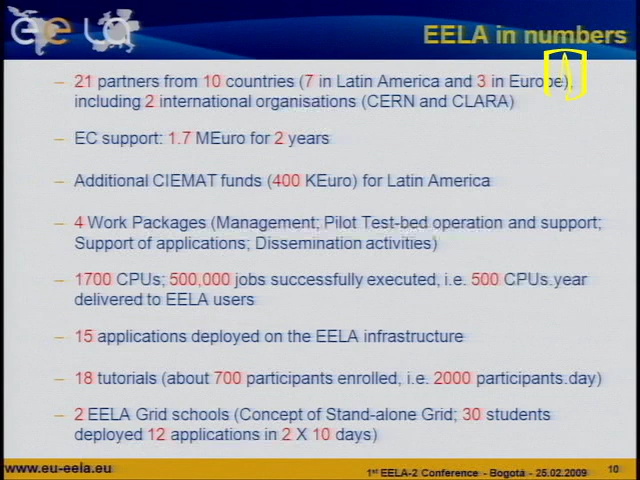 eela
EELA in numbers
– 21 partners from 10 countries (7 in Latin America and 3 in Europe),
including 2 international organisations (CERN and CLARA)
– EC support: 1.7 MEuro for 2 years
– Additional CIEMAT funds (400 KEuro) for Latin America
– 4 Work Packages (Management; Pilot Test-bed operation and support;
Support of applications; Dissemination activities)
– 1700 CPUs; 500,000 jobs successfully executed, i.e. 500 CPUs.year
delivered to EELA users
– 15 applications deployed on the EELA infrastructure
– 18 tutorials (about 700 participants enrolled, i.e. 2000 participants.day)
– 2 EELA Grid schools (Concept of Stand-alone Grid; 30 students
deployed 12 applications in 2 X 10 days)
www.eu-eela.eu
1st EELA-2 Conference - Bogotá - 25.02.2009
10